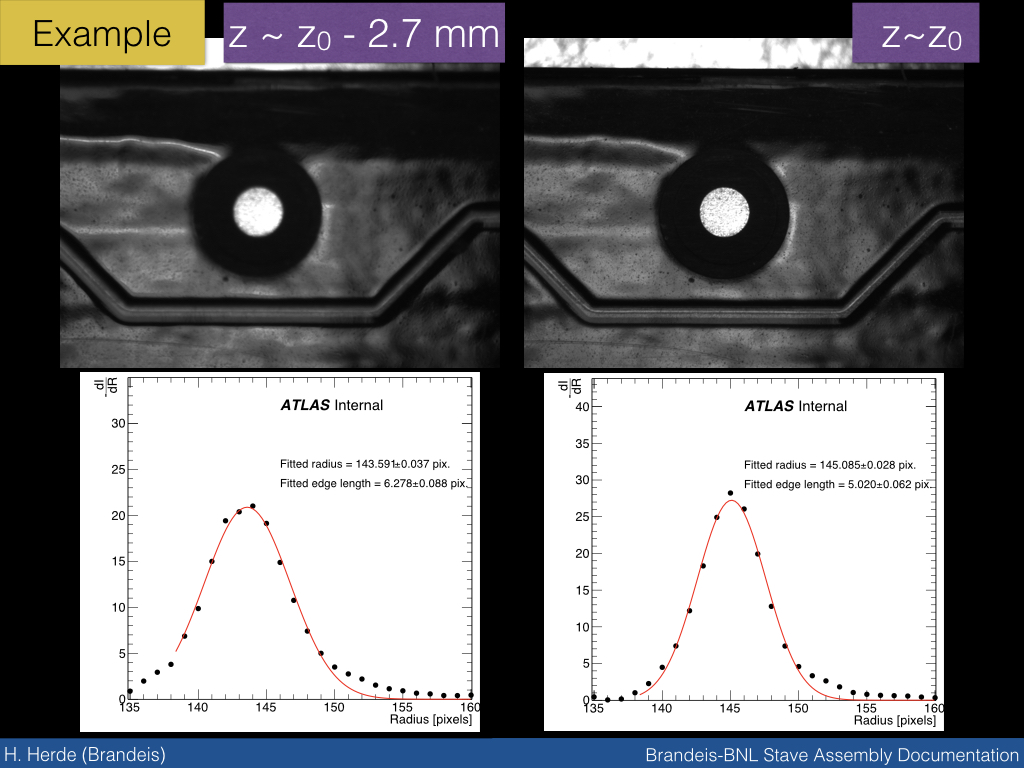 Example
z ~ z₀ - 2.7 mm
z~z₀
dI
dR
ATLAS Internal
Fitted radius = 143.591±0.037 pix.
Fitted edge length = 6.278±0.088 pix.
30
25
20
15
10
5
0
135 140 145 150 155 160
Radius [pixels]
dI
dR
ATLAS Internal
Fitted radius = 145.085±0.028 pix.
Fitted edge length = 5.020±0.062 pix.
40
35
30
25
20
15
10
5
0
135 140 145 150 155 160
Radius [pixels]
H. Herde (Brandeis)
Brandeis-BNL Stave Assembly Documentation